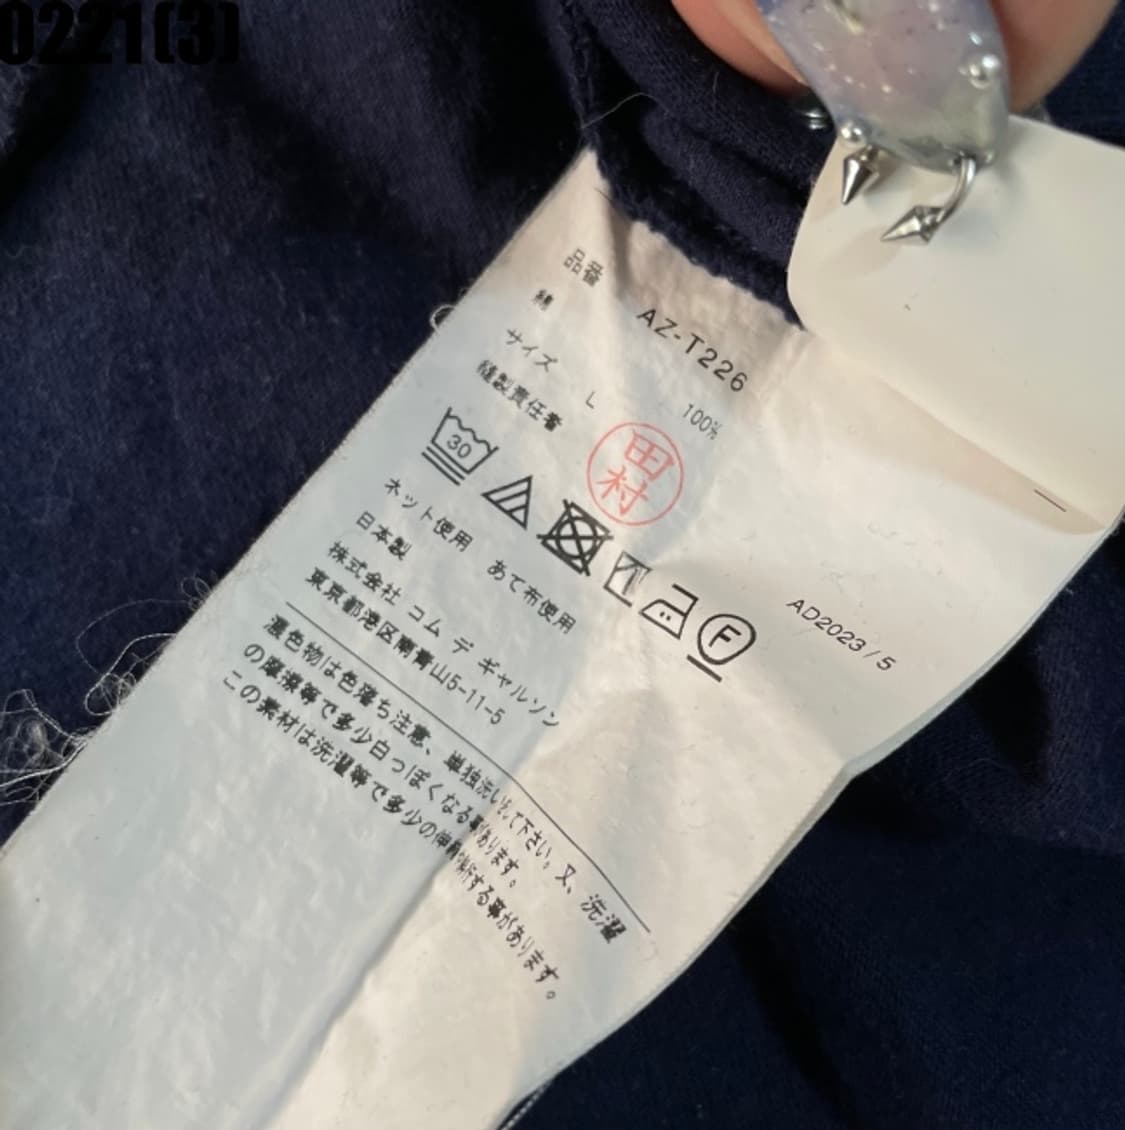 0221(3)
品番 AZ-T226
綿 100%
サイズ L
縫製責任者 田村
30
F
ネット使用 あて布使用
日本製 AD2023/5
株式会社 コム デ ギャルソン
東京都港区南青山5-11-5
濃色物は色落ち注意、単独洗いをして下さい。又、洗濯
の摩擦等で多少白っぽくなる事があります。
この素材は洗濯等で多少の伸縮斜行する事があります。